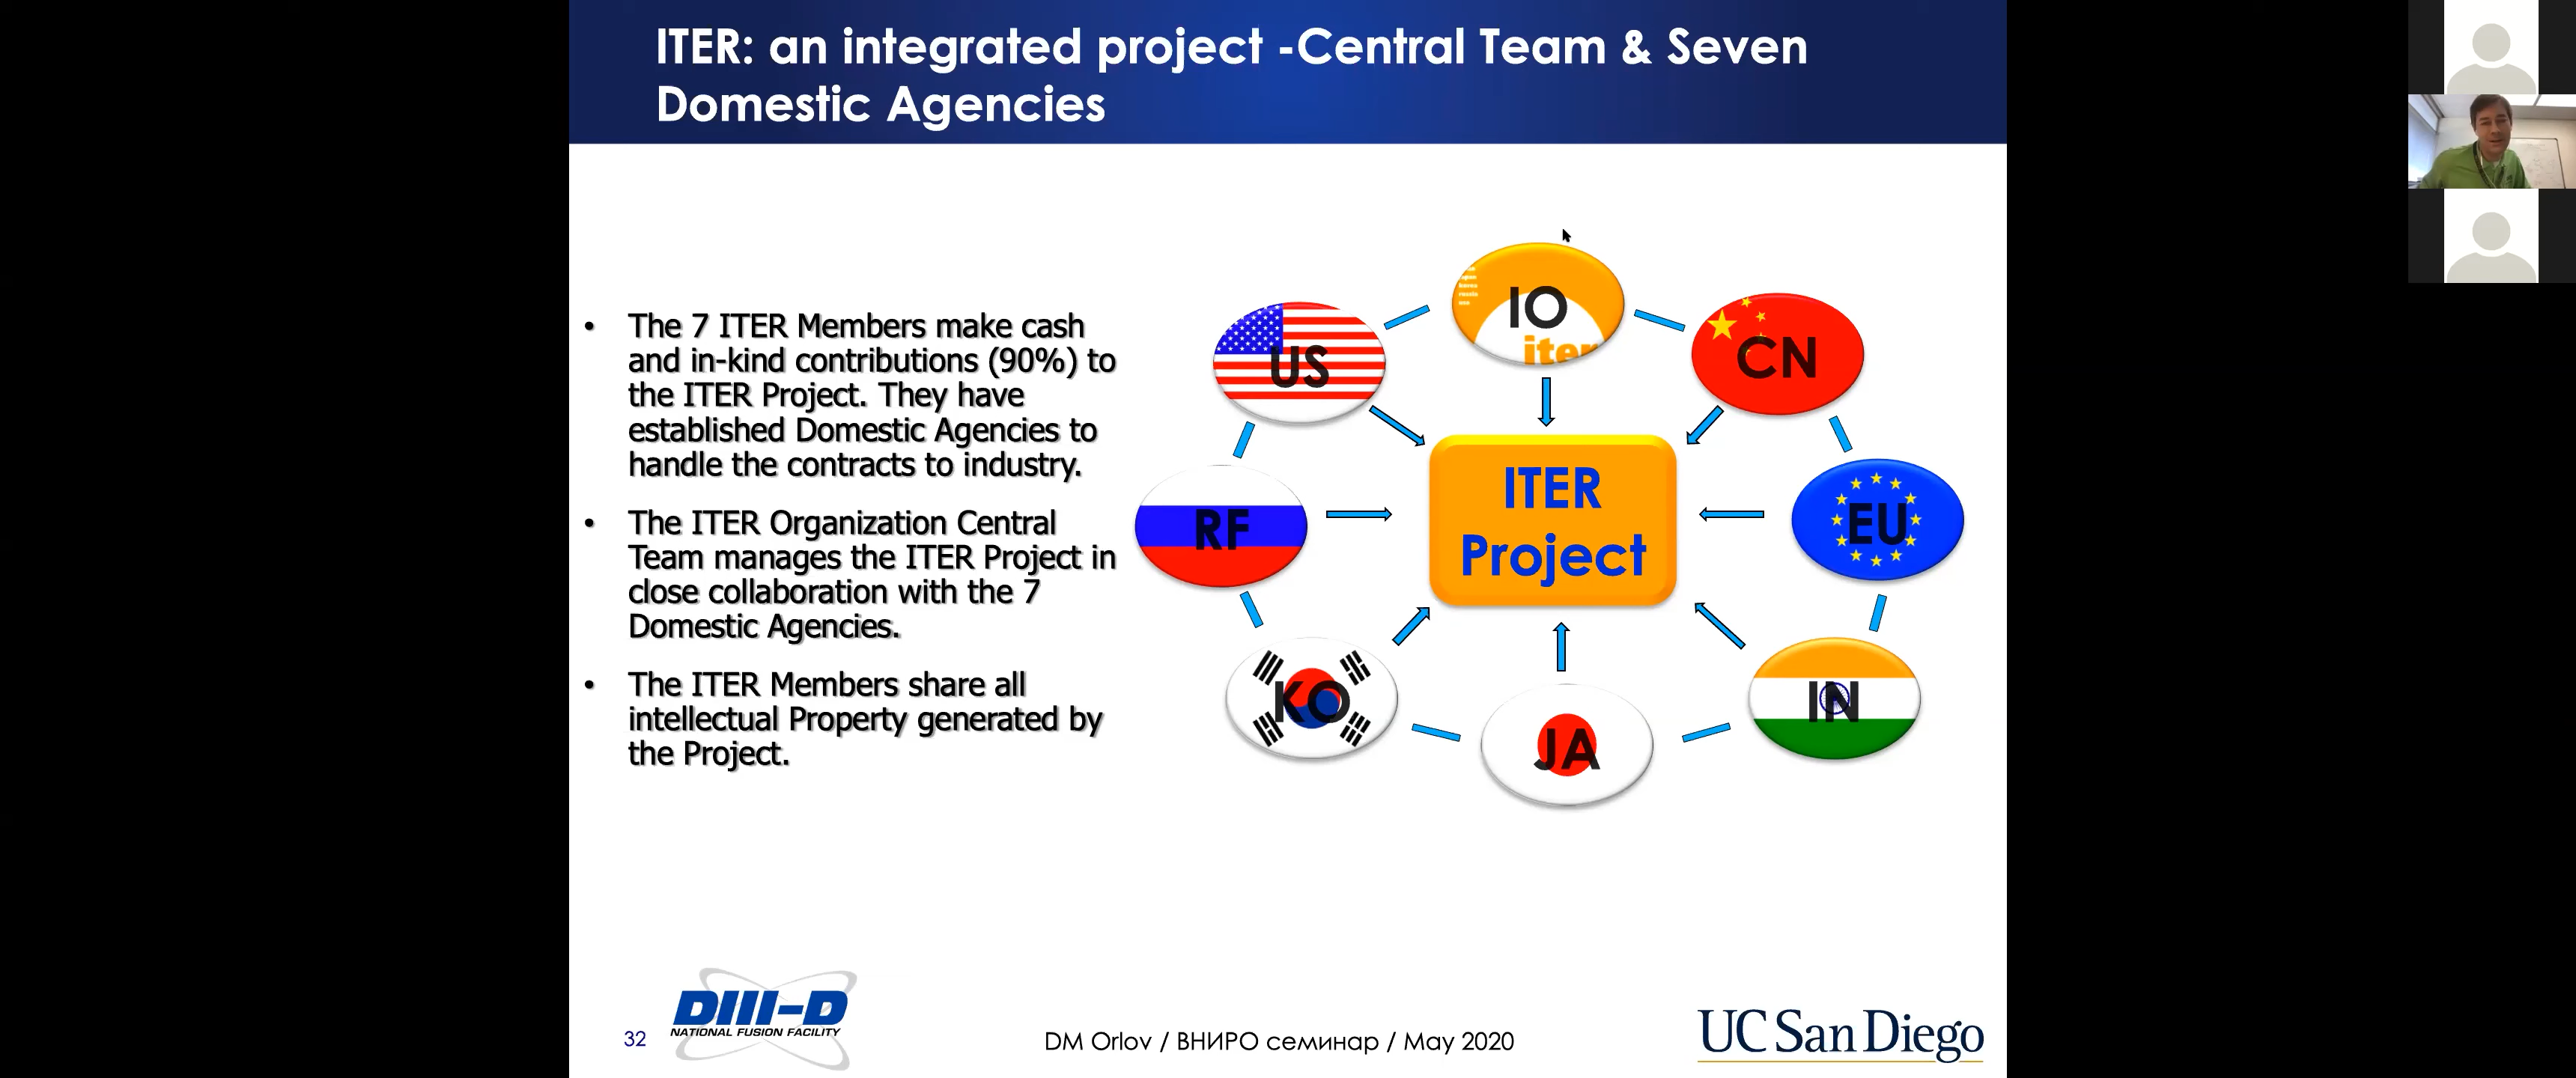 ITER: an integrated project -Central Team & Seven
Domestic Agencies
• The 7 ITER Members make cash
and in-kind contributions (90%) to
the ITER Project. They have
established Domestic Agencies to
handle the contracts to industry.
• The ITER Organization Central
Team manages the ITER Project in
close collaboration with the 7
Domestic Agencies.
• The ITER Members share all
intellectual Property generated by
the Project.
IO
iter
US
CN
RF
ITER
Project
EU
KO
IN
JA
32
DIII-D
NATIONAL FUSION FACILITY
DM Orlov / ВНИРО семинар / May 2020
UC San Diego